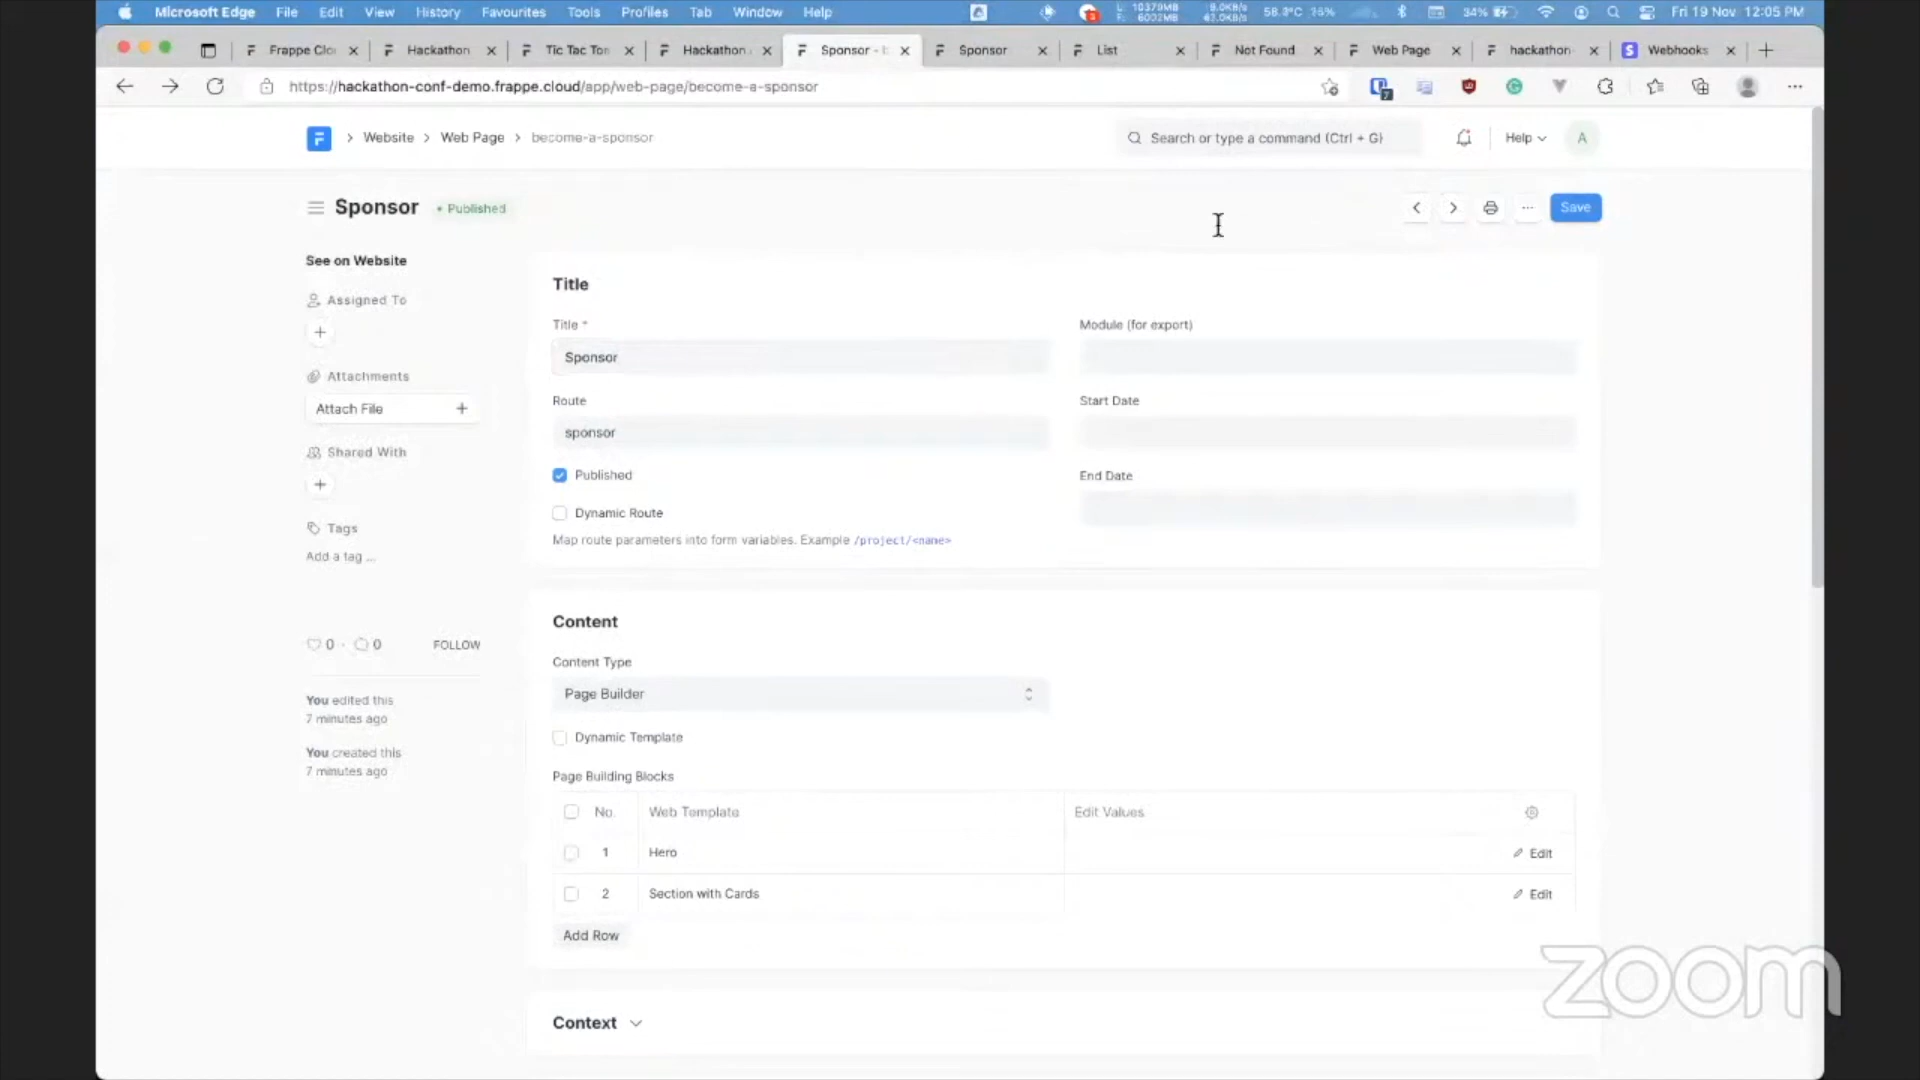 Microsoft Edge File Edit View History Favourites Tools Profiles Tab Window Help 58.3°C 34% Fri 19 Nov 12:05 PM
Frappe Clo Hackathon Tic Tac Toe Hackathon Sponsor - b Sponsor List Not Found Web Page hackathon- Webhooks
https://hackathon-conf-demo.frappe.cloud/app/web-page/become-a-sponsor
Website Web Page become-a-sponsor Search or type a command (Ctrl + G) Help A
Sponsor Published Save
See on Website
Title
Assigned To
Title *
Module (for export)
Sponsor
Attachments
Attach File
Route
Start Date
sponsor
Shared With
Published
End Date
Dynamic Route
Tags
Map route parameters into form variables. Example /project/<name>
Add a tag ...
Content
0 · 0 FOLLOW
Content Type
Page Builder
You edited this
7 minutes ago
Dynamic Template
You created this
7 minutes ago
Page Building Blocks
No. Web Template Edit Values
1 Hero Edit
2 Section with Cards Edit
Add Row
Context
zoom